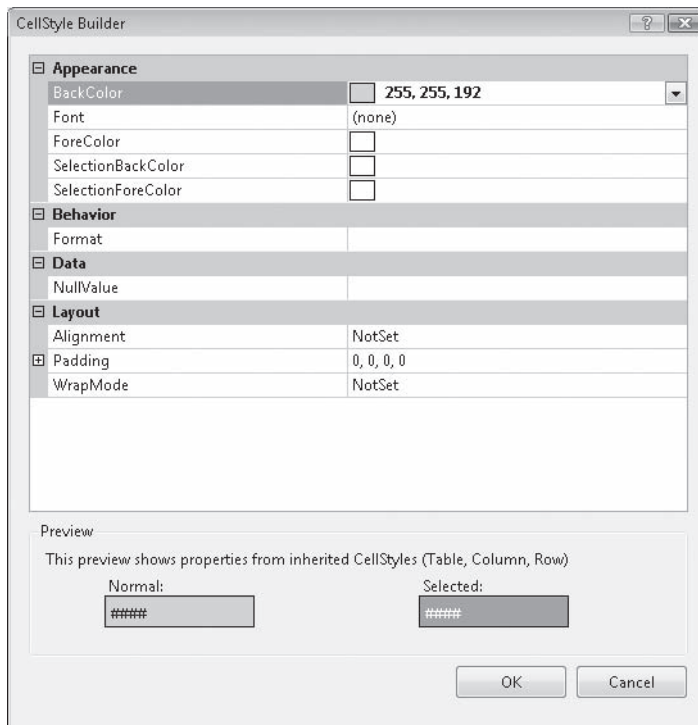 CellStyle Builder
Appearance
BackColor 255, 255, 192
Font (none)
ForeColor
SelectionBackColor
SelectionForeColor
Behavior
Format
Data
NullValue
Layout
Alignment NotSet
Padding 0, 0, 0, 0
WrapMode NotSet
Preview
This preview shows properties from inherited CellStyles (Table, Column, Row)
Normal: Selected:
#### ####
OK Cancel